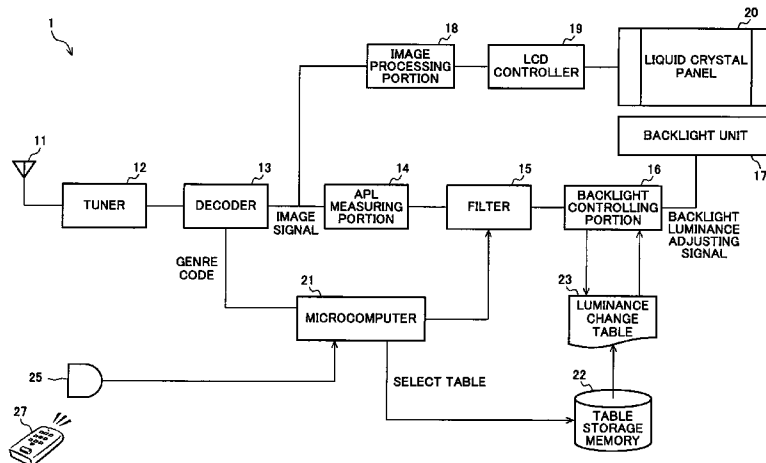 1
18
IMAGE
PROCESSING
PORTION
19
LCD
CONTROLLER
20
LIQUID CRYSTAL
PANEL
BACKLIGHT UNIT
17
11
12
TUNER
13
DECODER
IMAGE
SIGNAL
14
APL
MEASURING
PORTION
15
FILTER
16
BACKLIGHT
CONTROLLING
PORTION
BACKLIGHT
LUMINANCE
ADJUSTING
SIGNAL
GENRE
CODE
21
MICROCOMPUTER
23
LUMINANCE
CHANGE
TABLE
25
SELECT TABLE
22
TABLE
STORAGE
MEMORY
27